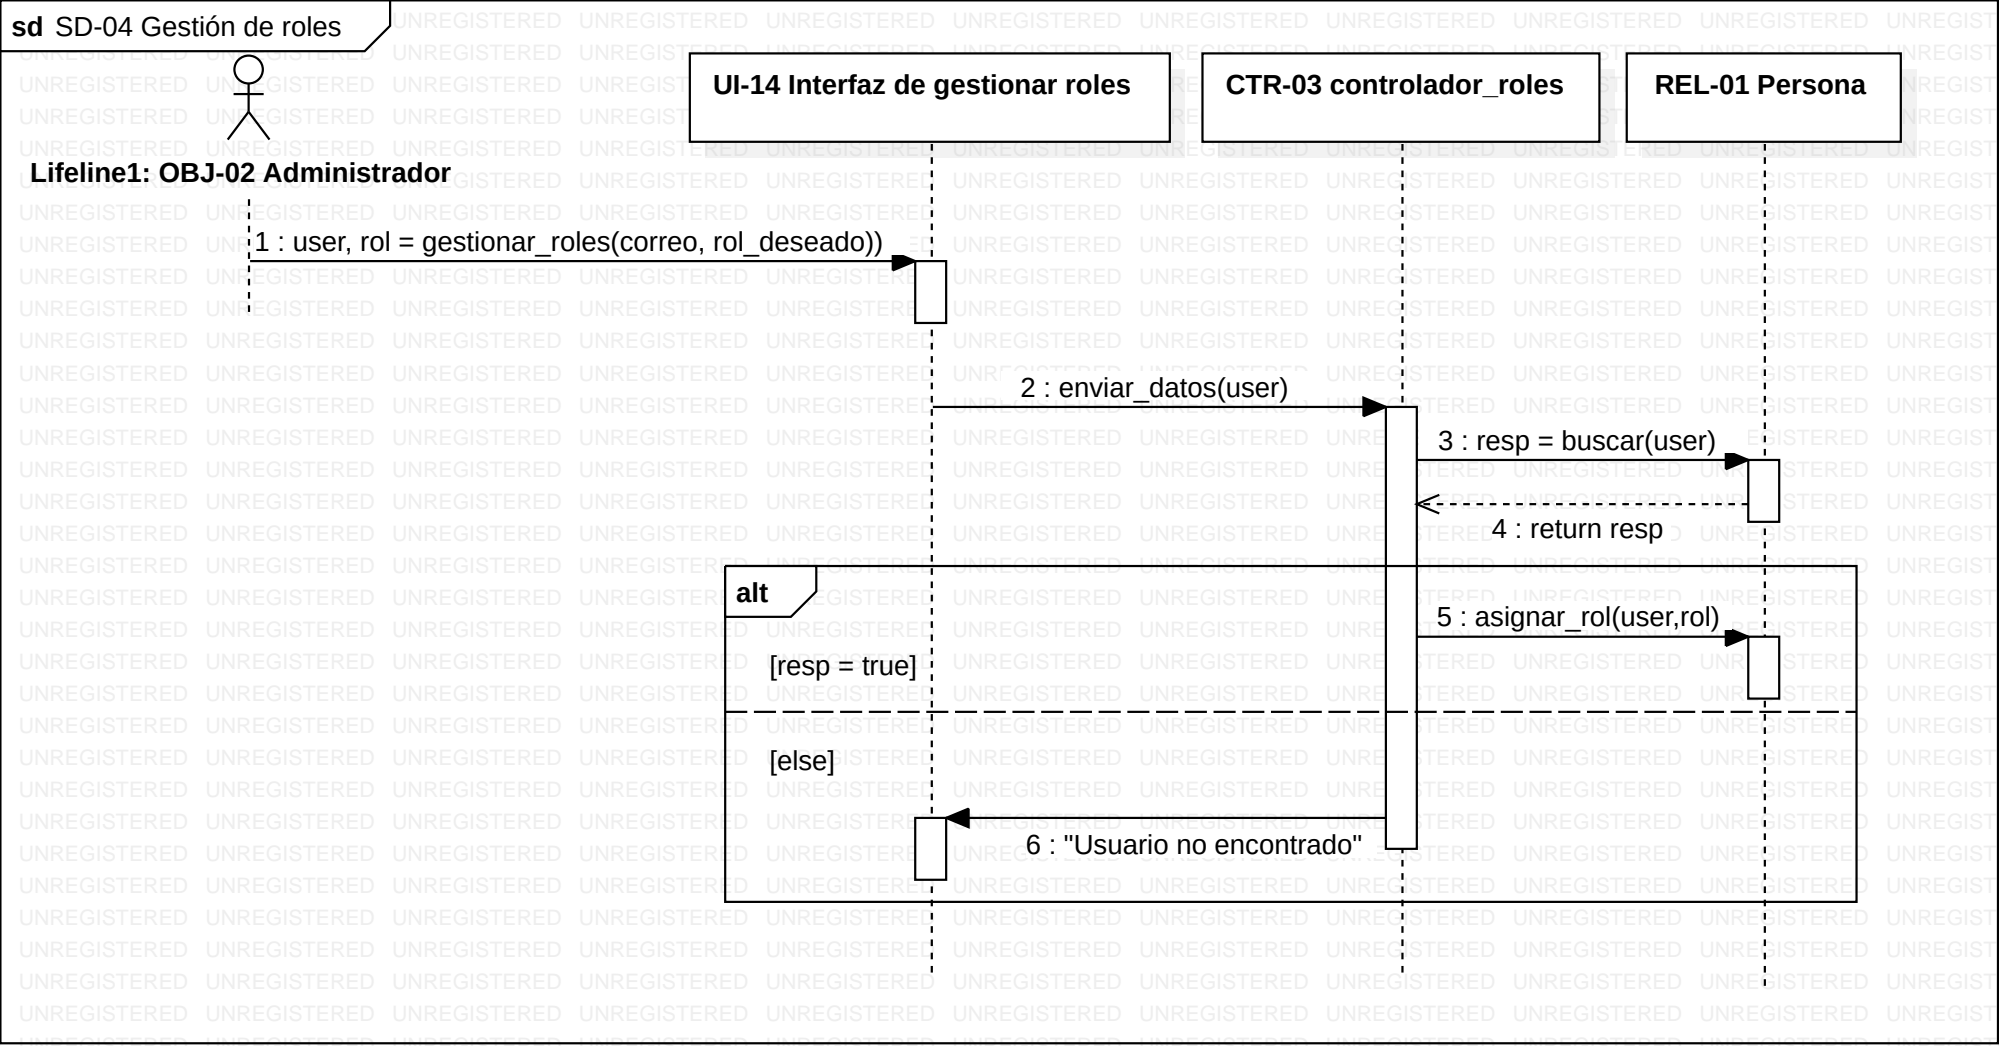 sd SD-04 Gestión de roles
UI-14 Interfaz de gestionar roles
CTR-03 controlador_roles
REL-01 Persona
Lifeline1: OBJ-02 Administrador
1 : user, rol = gestionar_roles(correo, rol_deseado))
2 : enviar_datos(user)
3 : resp = buscar(user)
4 : return resp
alt
5 : asignar_rol(user,rol)
[resp = true]
[else]
6 : "Usuario no encontrado"
UNREGISTERED